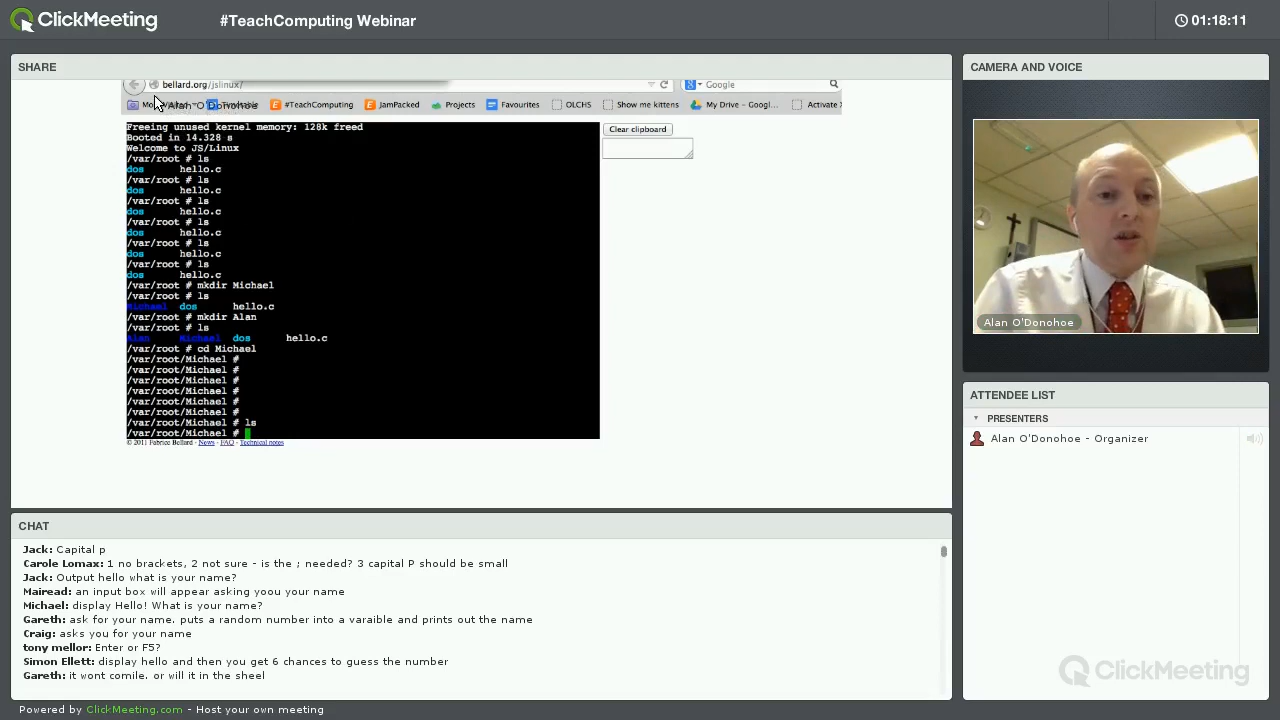 ClickMeeting
#TeachComputing Webinar
01:18:11
SHARE
bellard.org/jslinux/
Google
Alan O'Donohoe
#TeachComputing
JamPacked
Projects
Favourites
OLCHS
Show me kittens
My Drive – Googl...
Activate
Freeing unused kernel memory: 128k freed
Booted in 14.328 s
Welcome to JS/Linux
/var/root # ls
dos hello.c
/var/root # ls
dos hello.c
/var/root # ls
dos hello.c
/var/root # ls
dos hello.c
/var/root # ls
dos hello.c
/var/root # ls
dos hello.c
/var/root # mkdir Michael
/var/root # ls
Michael dos hello.c
/var/root # mkdir Alan
/var/root # ls
Alan Michael dos hello.c
/var/root # cd Michael
/var/root/Michael #
/var/root/Michael #
/var/root/Michael #
/var/root/Michael #
/var/root/Michael #
/var/root/Michael #
/var/root/Michael # ls
/var/root/Michael #
© 2011 Fabrice Bellard - News - FAQ - Technical notes
Clear clipboard
CAMERA AND VOICE
Alan O'Donohoe
ATTENDEE LIST
PRESENTERS
Alan O'Donohoe - Organizer
CHAT
Jack: Capital p
Carole Lomax: 1 no brackets, 2 not sure - is the ; needed? 3 capital P should be small
Jack: Output hello what is your name?
Mairead: an input box will appear asking yoou your name
Michael: display Hello! What is your name?
Gareth: ask for your name. puts a random number into a varaible and prints out the name
Craig: asks you for your name
tony mellor: Enter or F5?
Simon Ellett: display hello and then you get 6 chances to guess the number
Gareth: it wont comile. or will it in the sheel
ClickMeeting
Powered by ClickMeeting.com - Host your own meeting